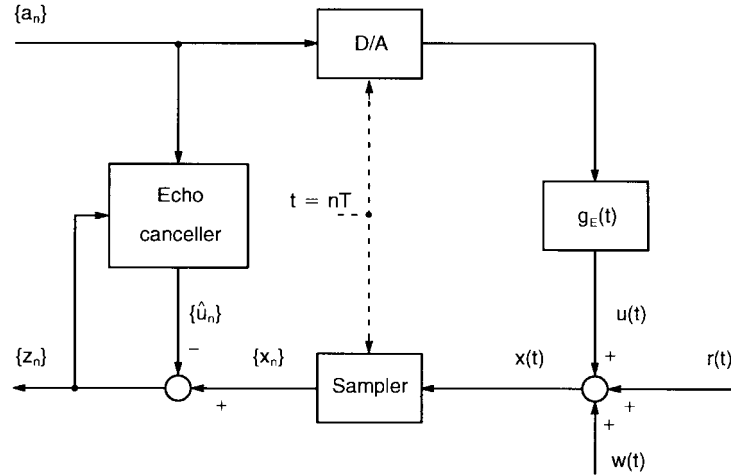 {aₙ}
D/A
Echo
canceller
t = nT
g_E(t)
{ûₙ}
u(t)
−
+
{zₙ}
{xₙ}
x(t)
r(t)
+
Sampler
+
+
w(t)